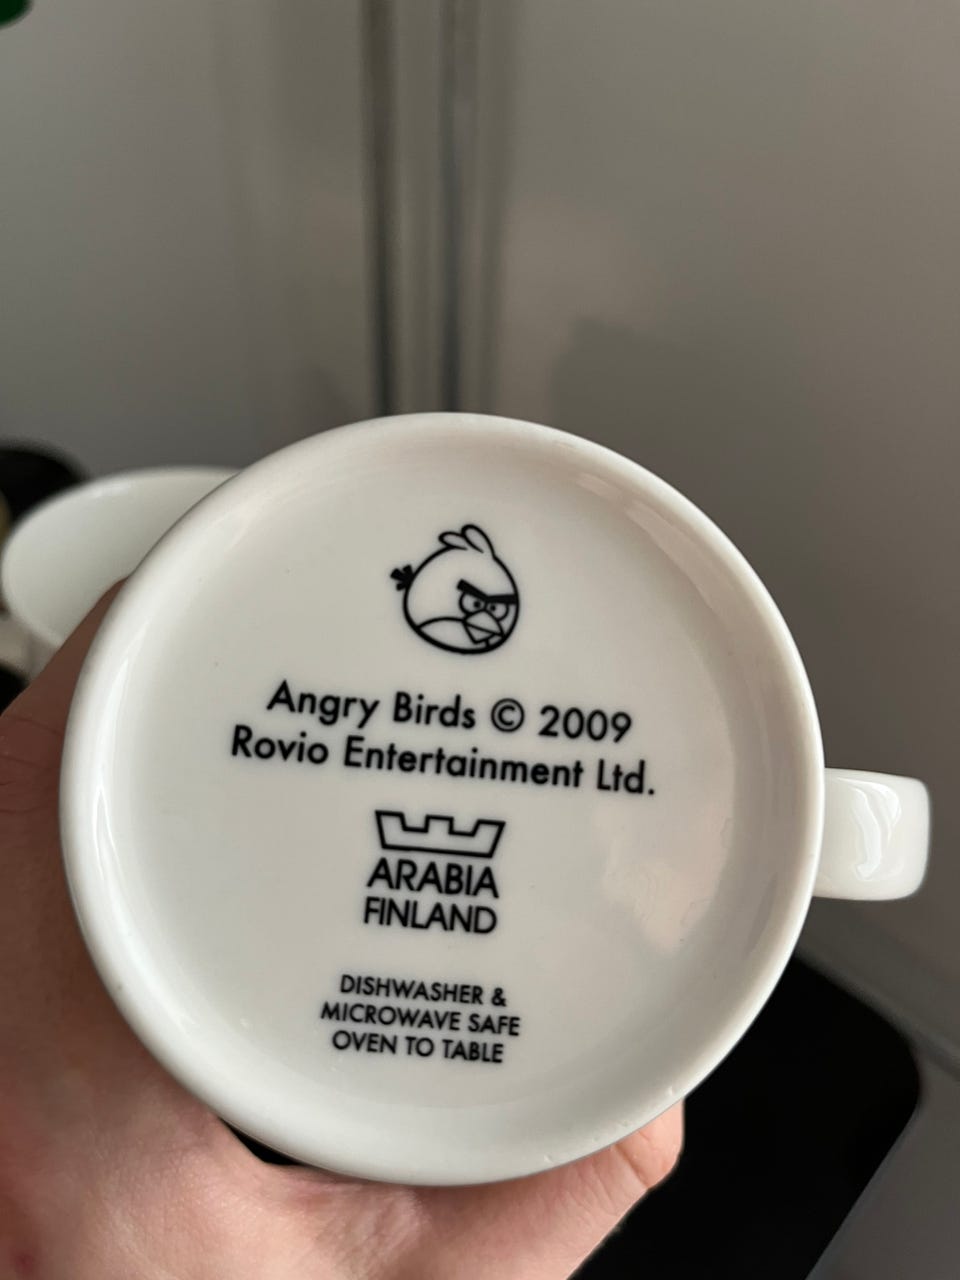 Angry Birds © 2009
Rovio Entertainment Ltd.
ARABIA
FINLAND
DISHWASHER &
MICROWAVE SAFE
OVEN TO TABLE